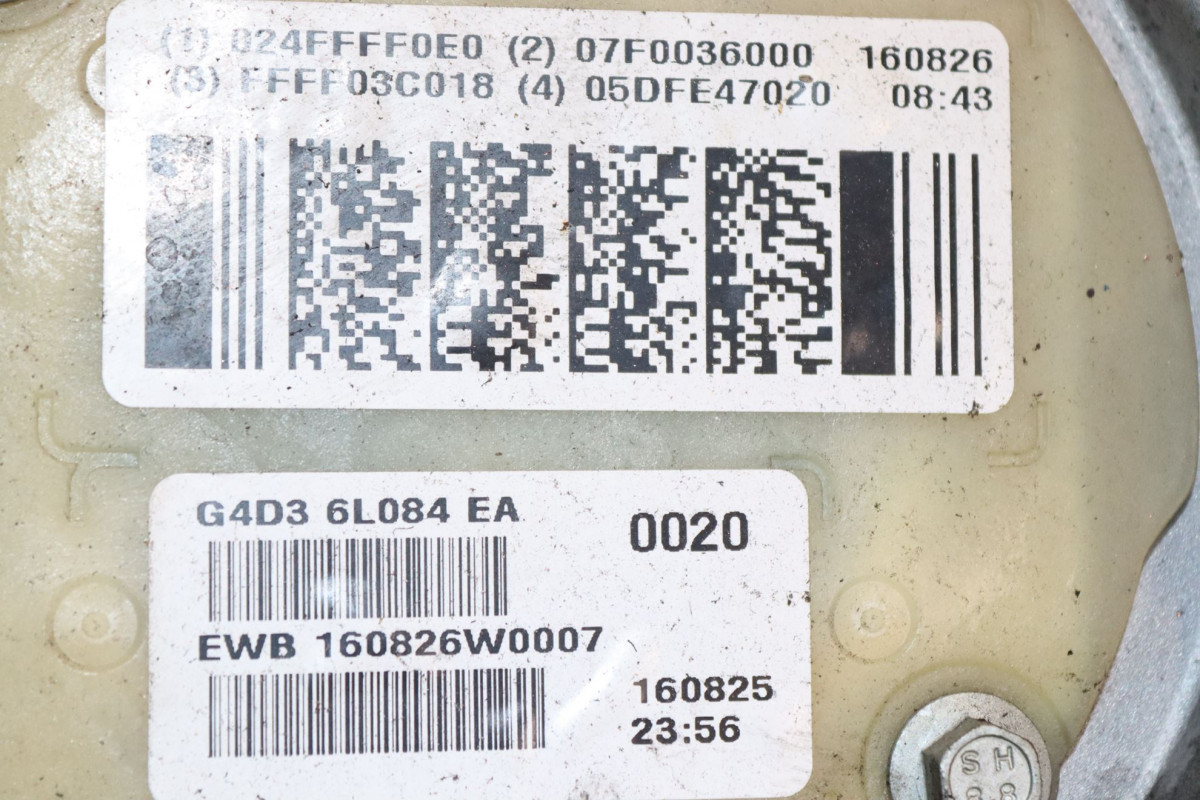 (1) 024FFFF0E0 (2) 07F0036000 160826
(3) FFFF03C018 (4) 05DFE47020 08:43
G4D3 6L084 EA
0020
EWB 160826W0007
160825
23:56
SH